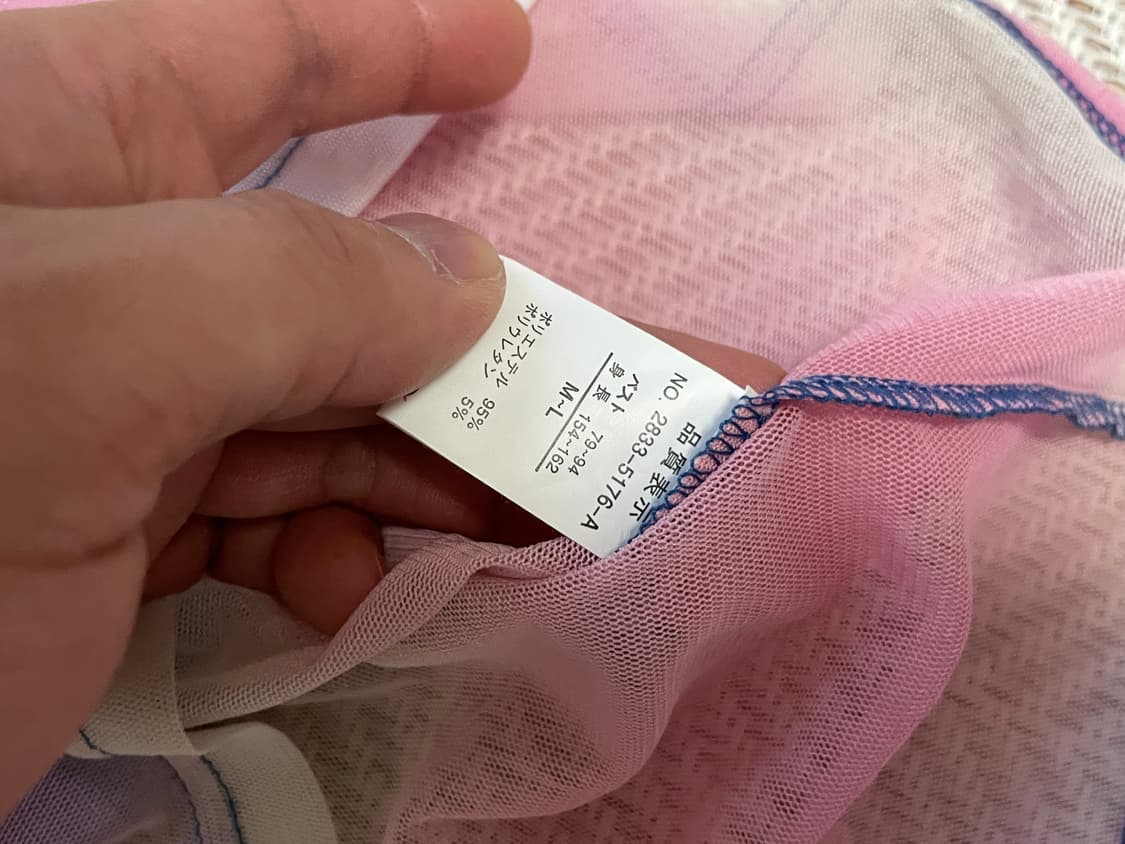 品質表示
NO. 2833-5176-A
バスト 79~94
身 長 154~162
M~L
ポリエステル 95%
ポリウレタン 5%